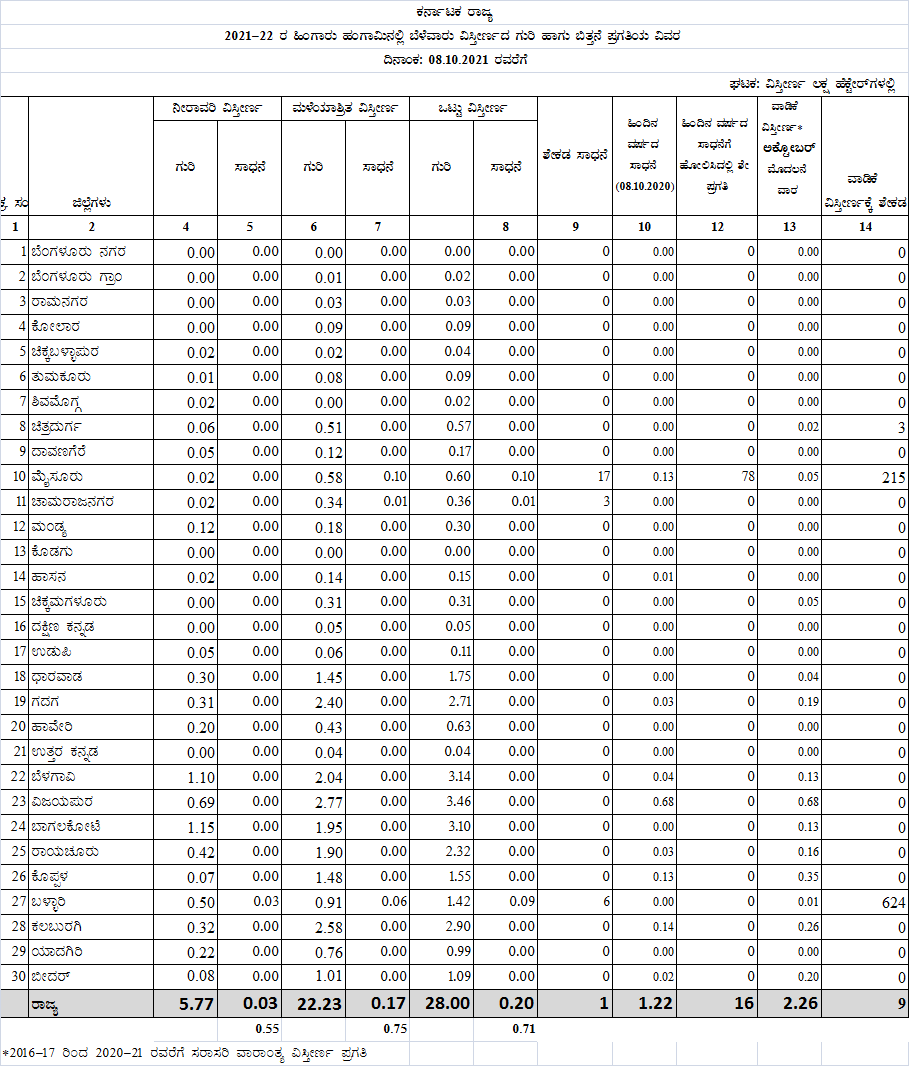 ಕರ್ನಾಟಕ ರಾಜ್ಯ
2021–22 ರ ಹಿಂಗಾರು ಹಂಗಾಮಿನಲ್ಲಿ ಬೆಳೆವಾರು ವಿಸ್ತೀರ್ಣದ ಗುರಿ ಹಾಗು ಬಿತ್ತನೆ ಪ್ರಗತಿಯ ವಿವರ
ದಿನಾಂಕ: 08.10.2021 ರವರೆಗೆ
ಘಟಕ: ವಿಸ್ತೀರ್ಣ ಲಕ್ಷ ಹೆಕ್ಟೇರ್‌ಗಳಲ್ಲಿ
ಕ್ರ. ಸಂ ಜಿಲ್ಲೆಗಳು ನೀರಾವರಿ ವಿಸ್ತೀರ್ಣ ಮಳೆಯಾಶ್ರಿತ ವಿಸ್ತೀರ್ಣ ಒಟ್ಟು ವಿಸ್ತೀರ್ಣ ಶೇಕಡ ಸಾಧನೆ ಹಿಂದಿನ ವರ್ಷದ ಸಾಧನೆ (08.10.2020) ಹಿಂದಿನ ವರ್ಷದ ಸಾಧನೆಗೆ ಹೋಲಿಸಿದಲ್ಲಿ ಶೇ ಪ್ರಗತಿ ವಾಡಿಕೆ ವಿಸ್ತೀರ್ಣ* ಅಕ್ಟೋಬರ್ ಮೊದಲನೆ ವಾರ ವಾಡಿಕೆ ವಿಸ್ತೀರ್ಣಕ್ಕೆ ಶೇಕಡ
ಗುರಿ ಸಾಧನೆ ಗುರಿ ಸಾಧನೆ ಗುರಿ ಸಾಧನೆ
1 2 4 5 6 7 8 9 10 12 13 14
1 ಬೆಂಗಳೂರು ನಗರ 0.00 0.00 0.00 0.00 0.00 0.00 0 0.00 0 0.00 0
2 ಬೆಂಗಳೂರು ಗ್ರಾಂ 0.00 0.00 0.01 0.00 0.02 0.00 0 0.00 0 0.00 0
3 ರಾಮನಗರ 0.00 0.00 0.03 0.00 0.03 0.00 0 0.00 0 0.00 0
4 ಕೋಲಾರ 0.00 0.00 0.09 0.00 0.09 0.00 0 0.00 0 0.00 0
5 ಚಿಕ್ಕಬಳ್ಳಾಪುರ 0.02 0.00 0.02 0.00 0.04 0.00 0 0.00 0 0.00 0
6 ತುಮಕೂರು 0.01 0.00 0.08 0.00 0.09 0.00 0 0.00 0 0.00 0
7 ಶಿವಮೊಗ್ಗ 0.02 0.00 0.00 0.00 0.02 0.00 0 0.00 0 0.00 0
8 ಚಿತ್ರದುರ್ಗ 0.06 0.00 0.51 0.00 0.57 0.00 0 0.00 0 0.02 3
9 ದಾವಣಗೆರೆ 0.05 0.00 0.12 0.00 0.17 0.00 0 0.00 0 0.00 0
10 ಮೈಸೂರು 0.02 0.00 0.58 0.10 0.60 0.10 17 0.13 78 0.05 215
11 ಚಾಮರಾಜನಗರ 0.02 0.00 0.34 0.01 0.36 0.01 3 0.00 0 0.00 0
12 ಮಂಡ್ಯ 0.12 0.00 0.18 0.00 0.30 0.00 0 0.00 0 0.00 0
13 ಕೊಡಗು 0.00 0.00 0.00 0.00 0.00 0.00 0 0.00 0 0.00 0
14 ಹಾಸನ 0.02 0.00 0.14 0.00 0.15 0.00 0 0.01 0 0.00 0
15 ಚಿಕ್ಕಮಗಳೂರು 0.00 0.00 0.31 0.00 0.31 0.00 0 0.00 0 0.05 0
16 ದಕ್ಷಿಣ ಕನ್ನಡ 0.00 0.00 0.05 0.00 0.05 0.00 0 0.00 0 0.00 0
17 ಉಡುಪಿ 0.05 0.00 0.06 0.00 0.11 0.00 0 0.00 0 0.00 0
18 ಧಾರವಾಡ 0.30 0.00 1.45 0.00 1.75 0.00 0 0.00 0 0.04 0
19 ಗದಗ 0.31 0.00 2.40 0.00 2.71 0.00 0 0.03 0 0.19 0
20 ಹಾವೇರಿ 0.20 0.00 0.43 0.00 0.63 0.00 0 0.00 0 0.00 0
21 ಉತ್ತರ ಕನ್ನಡ 0.00 0.00 0.04 0.00 0.04 0.00 0 0.00 0 0.00 0
22 ಬೆಳಗಾವಿ 1.10 0.00 2.04 0.00 3.14 0.00 0 0.04 0 0.13 0
23 ವಿಜಯಪುರ 0.69 0.00 2.77 0.00 3.46 0.00 0 0.68 0 0.68 0
24 ಬಾಗಲಕೋಟೆ 1.15 0.00 1.95 0.00 3.10 0.00 0 0.00 0 0.13 0
25 ರಾಯಚೂರು 0.42 0.00 1.90 0.00 2.32 0.00 0 0.03 0 0.16 0
26 ಕೊಪ್ಪಳ 0.07 0.00 1.48 0.00 1.55 0.00 0 0.13 0 0.35 0
27 ಬಳ್ಳಾರಿ 0.50 0.03 0.91 0.06 1.42 0.09 6 0.00 0 0.01 624
28 ಕಲಬುರಗಿ 0.32 0.00 2.58 0.00 2.90 0.00 0 0.14 0 0.26 0
29 ಯಾದಗಿರಿ 0.22 0.00 0.76 0.00 0.99 0.00 0 0.00 0 0.00 0
30 ಬೀದರ್ 0.08 0.00 1.01 0.00 1.09 0.00 0 0.02 0 0.20 0
ರಾಜ್ಯ 5.77 0.03 22.23 0.17 28.00 0.20 1 1.22 16 2.26 9
0.55 0.75 0.71
*2016–17 ರಿಂದ 2020–21 ರವರೆಗೆ ಸರಾಸರಿ ವಾರಾಂತ್ಯ ವಿಸ್ತೀರ್ಣ ಪ್ರಗತಿ